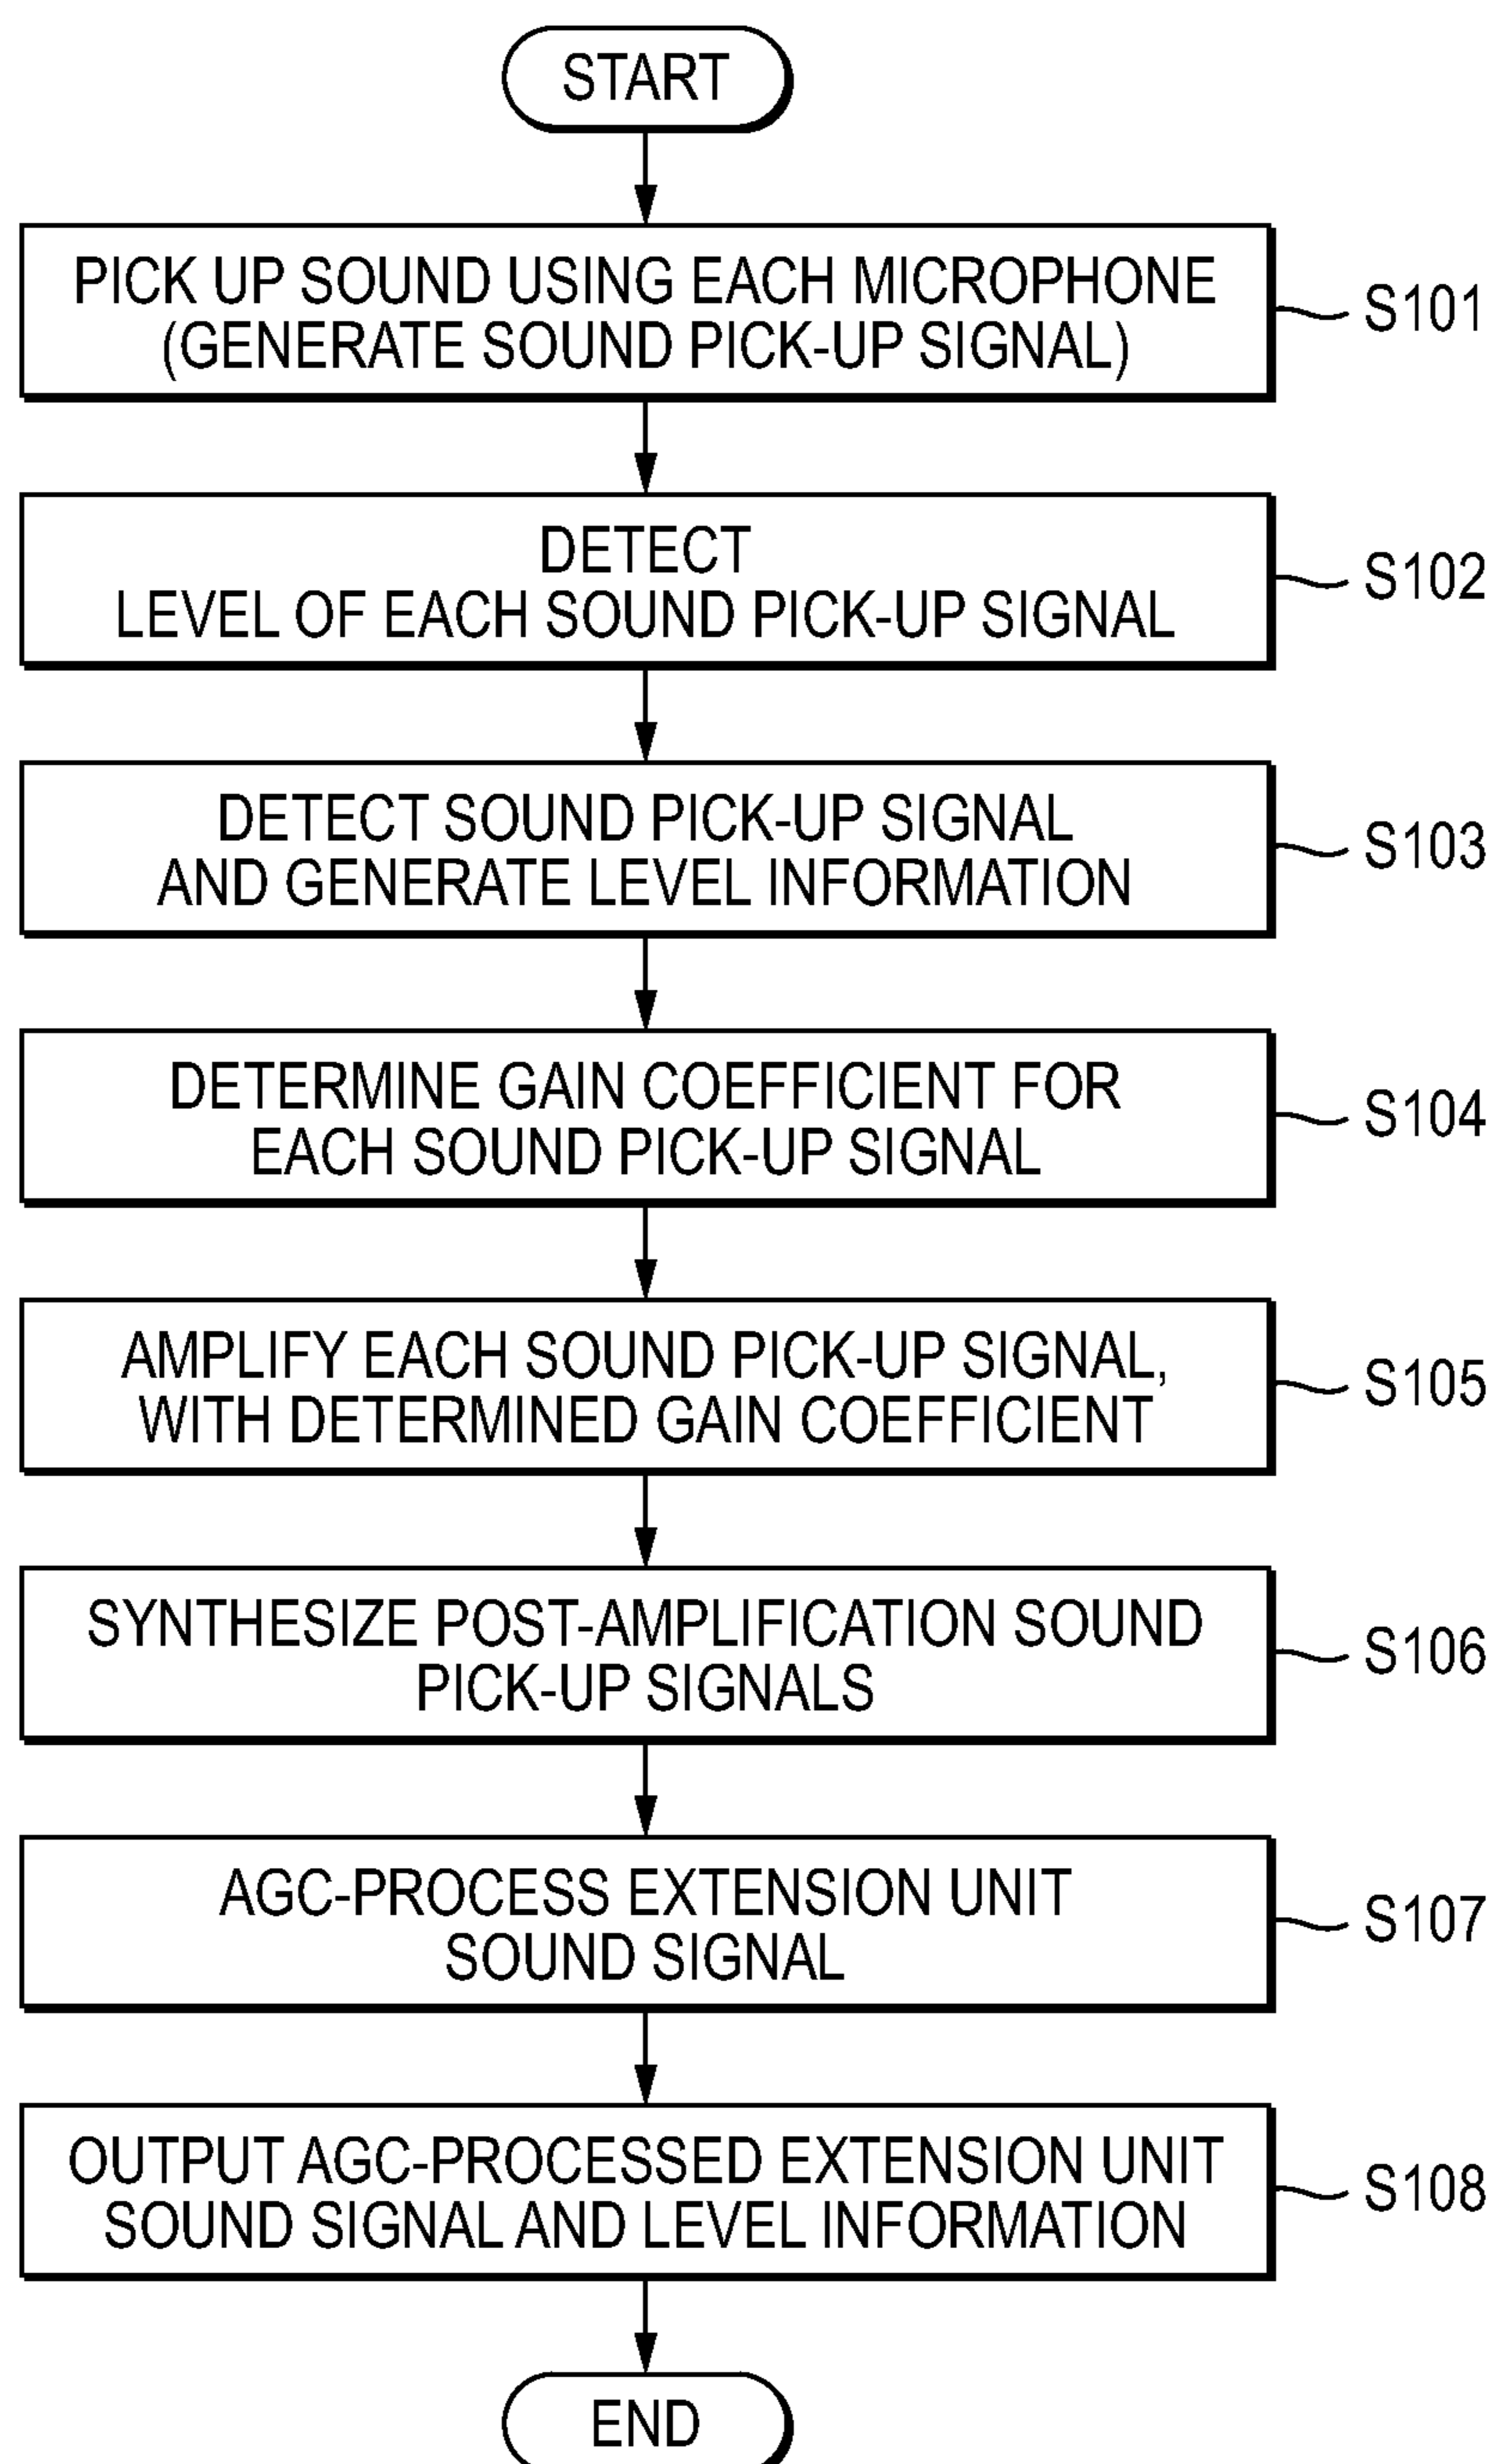 START
PICK UP SOUND USING EACH MICROPHONE
(GENERATE SOUND PICK-UP SIGNAL)
S101
DETECT
LEVEL OF EACH SOUND PICK-UP SIGNAL
S102
DETECT SOUND PICK-UP SIGNAL
AND GENERATE LEVEL INFORMATION
S103
DETERMINE GAIN COEFFICIENT FOR
EACH SOUND PICK-UP SIGNAL
S104
AMPLIFY EACH SOUND PICK-UP SIGNAL,
WITH DETERMINED GAIN COEFFICIENT
S105
SYNTHESIZE POST-AMPLIFICATION SOUND
PICK-UP SIGNALS
S106
AGC-PROCESS EXTENSION UNIT
SOUND SIGNAL
S107
OUTPUT AGC-PROCESSED EXTENSION UNIT
SOUND SIGNAL AND LEVEL INFORMATION
S108
END